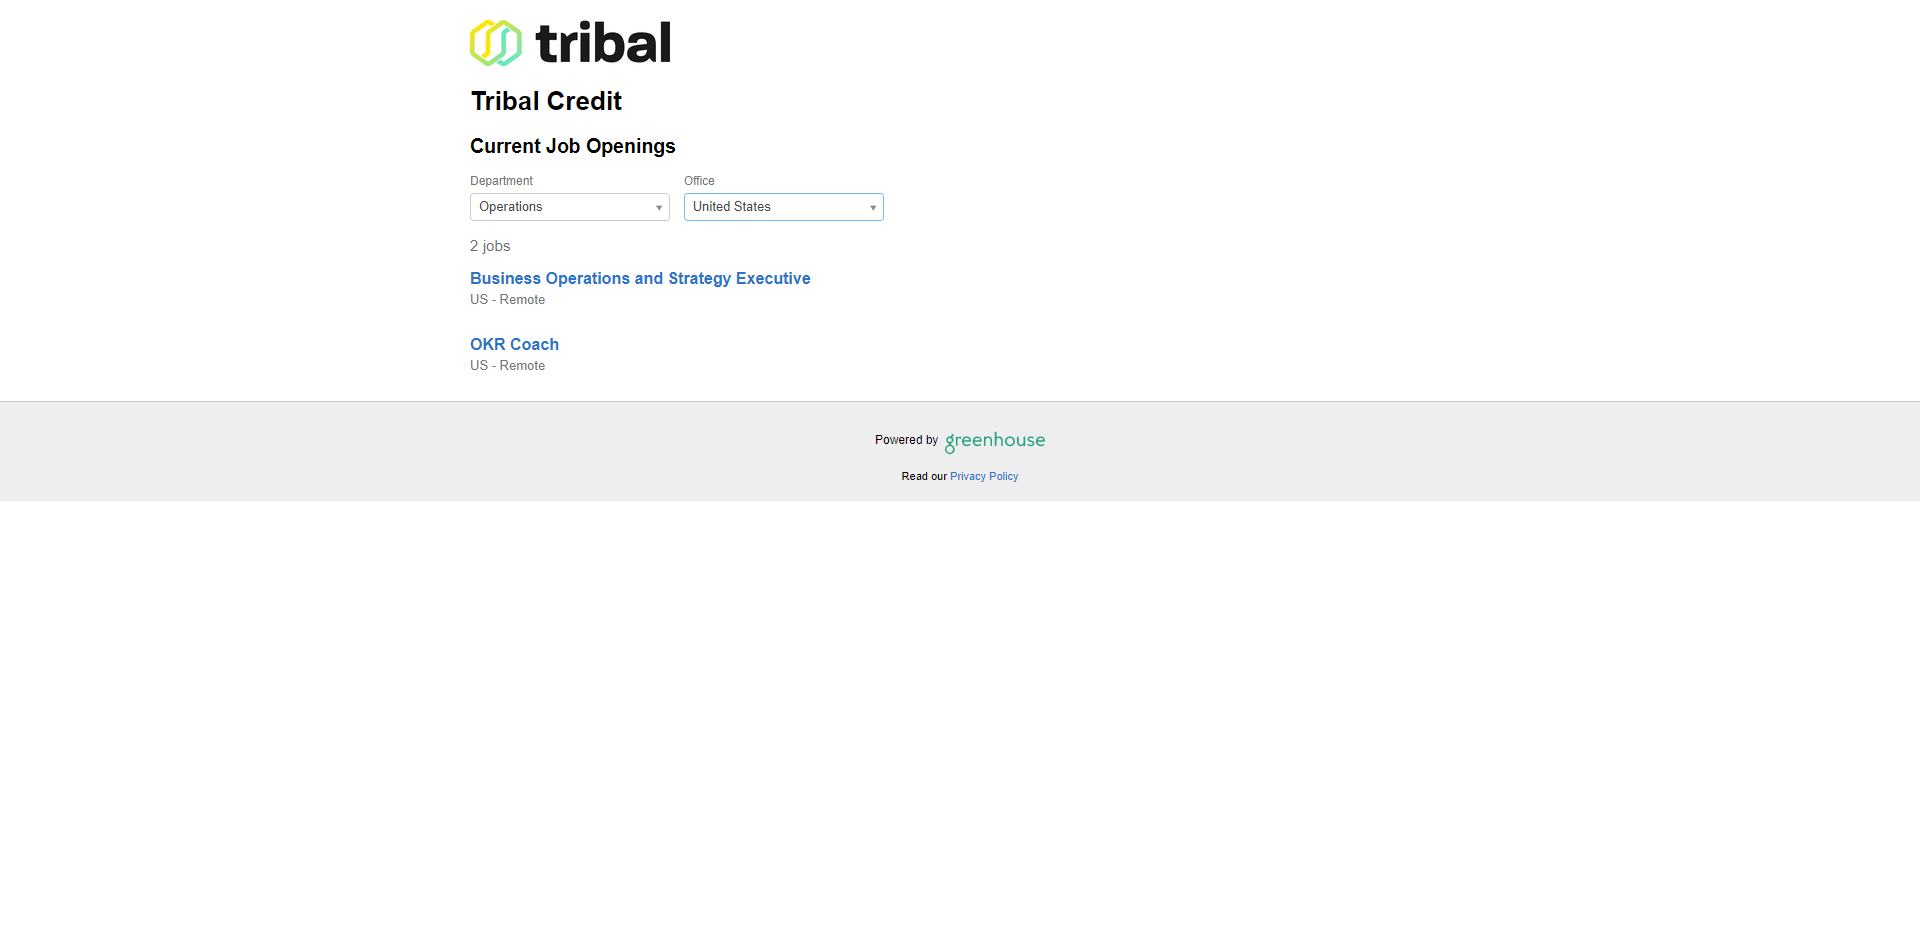 tribal
Tribal Credit
Current Job Openings
Department Office
Operations United States
2 jobs
Business Operations and Strategy Executive
US - Remote
OKR Coach
US - Remote
Powered by greenhouse
Read our Privacy Policy